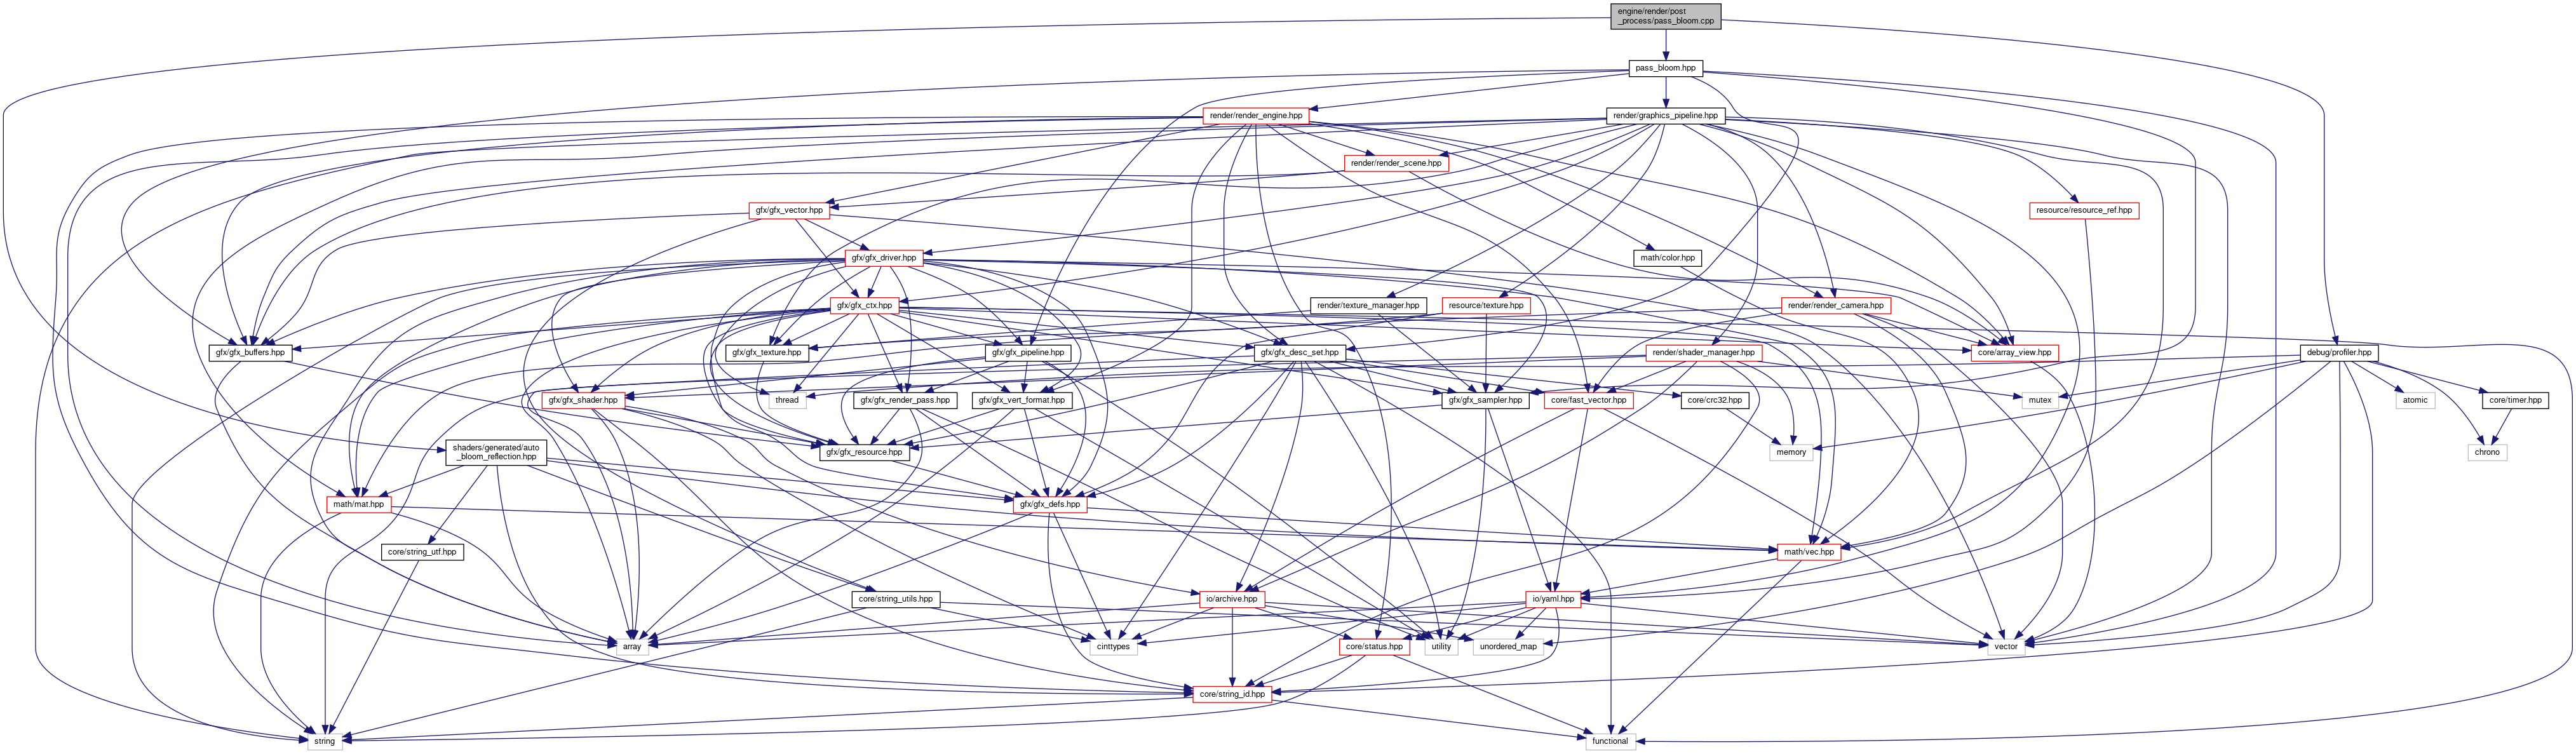 engine/render/post
_process/pass_bloom.cpp
pass_bloom.hpp
render/render_engine.hpp
render/graphics_pipeline.hpp
render/render_scene.hpp
gfx/gfx_vector.hpp
resource/resource_ref.hpp
gfx/gfx_driver.hpp
math/color.hpp
gfx/gfx_ctx.hpp
render/texture_manager.hpp
resource/texture.hpp
render/render_camera.hpp
gfx/gfx_buffers.hpp
gfx/gfx_texture.hpp
gfx/gfx_pipeline.hpp
gfx/gfx_desc_set.hpp
render/shader_manager.hpp
core/array_view.hpp
debug/profiler.hpp
gfx/gfx_shader.hpp
thread
gfx/gfx_render_pass.hpp
gfx/gfx_vert_format.hpp
gfx/gfx_sampler.hpp
core/fast_vector.hpp
core/crc32.hpp
mutex
atomic
core/timer.hpp
shaders/generated/auto
_bloom_reflection.hpp
gfx/gfx_resource.hpp
memory
chrono
math/mat.hpp
gfx/gfx_defs.hpp
core/string_utf.hpp
math/vec.hpp
core/string_utils.hpp
io/archive.hpp
io/yaml.hpp
array
cinttypes
core/status.hpp
utility
unordered_map
vector
core/string_id.hpp
string
functional